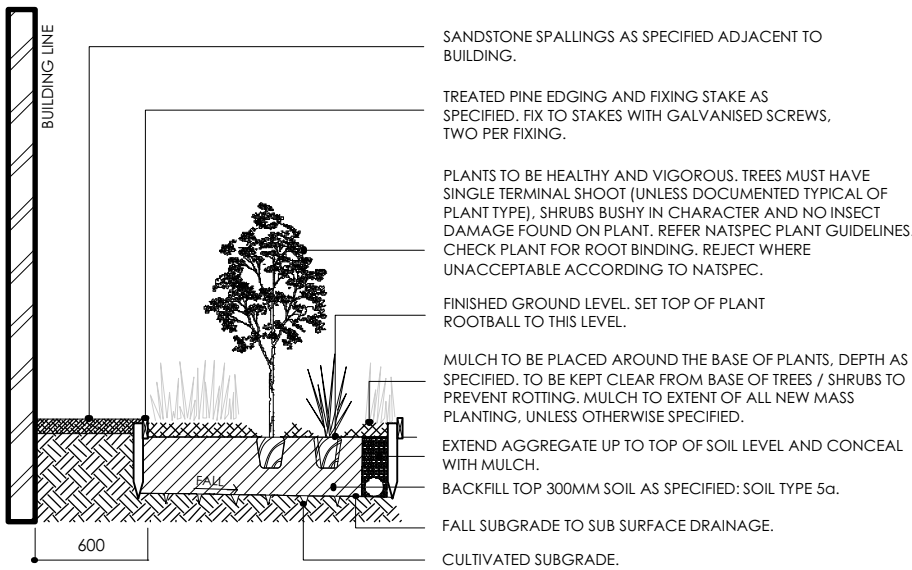 BUILDING LINE
SANDSTONE SPALLINGS AS SPECIFIED ADJACENT TO
BUILDING.
TREATED PINE EDGING AND FIXING STAKE AS
SPECIFIED. FIX TO STAKES WITH GALVANISED SCREWS,
TWO PER FIXING.
PLANTS TO BE HEALTHY AND VIGOROUS. TREES MUST HAVE
SINGLE TERMINAL SHOOT (UNLESS DOCUMENTED TYPICAL OF
PLANT TYPE), SHRUBS BUSHY IN CHARACTER AND NO INSECT
DAMAGE FOUND ON PLANT. REFER NATSPEC PLANT GUIDELINES.
CHECK PLANT FOR ROOT BINDING. REJECT WHERE
UNACCEPTABLE ACCORDING TO NATSPEC.
FINISHED GROUND LEVEL. SET TOP OF PLANT
ROOTBALL TO THIS LEVEL.
MULCH TO BE PLACED AROUND THE BASE OF PLANTS, DEPTH AS
SPECIFIED. TO BE KEPT CLEAR FROM BASE OF TREES / SHRUBS TO
PREVENT ROTTING. MULCH TO EXTENT OF ALL NEW MASS
PLANTING, UNLESS OTHERWISE SPECIFIED.
EXTEND AGGREGATE UP TO TOP OF SOIL LEVEL AND CONCEAL
WITH MULCH.
FALL
BACKFILL TOP 300MM SOIL AS SPECIFIED: SOIL TYPE 5a.
FALL SUBGRADE TO SUB SURFACE DRAINAGE.
600
CULTIVATED SUBGRADE.